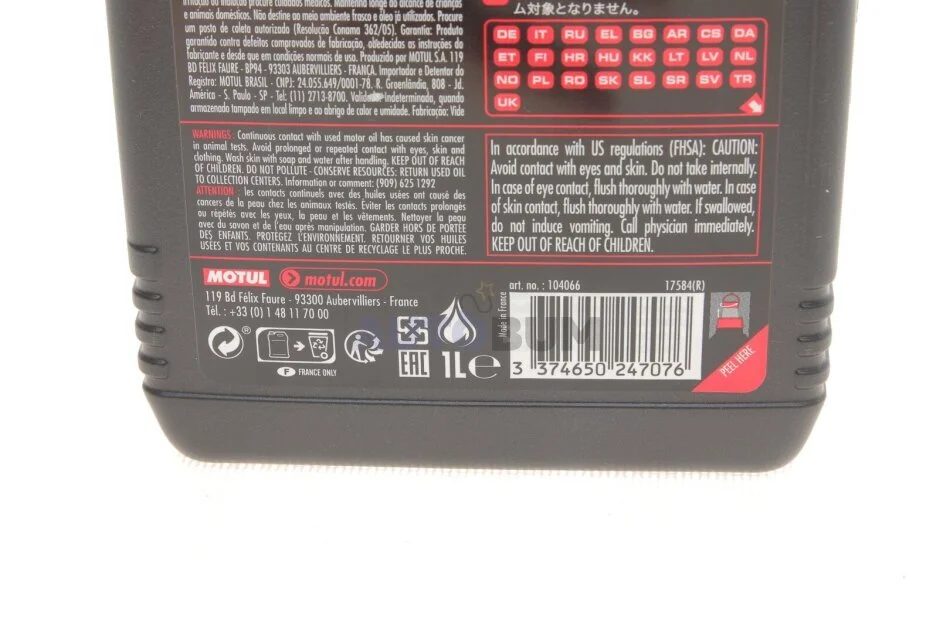 irritação ou inalação procure cuidados médicos. Mantenha longe do alcance de crianças
e animais domésticos. Não destine ao meio ambiente frasco e óleo já utilizados. Procure
um posto de coleta autorizado (Resolução Conama 362/05). Garantia: Produto
garantido contra defeitos comprovados de fabricação, obedecidas as instruções do
fabricante e desde que em condições normais de uso. Produzido por MOTUL S.A. 119
BD FELIX FAURE - BP94 - 93303 AUBERVILLIERS - FRANCA. Importador e Detentor do
Registro: MOTUL BRASIL - CNPJ: 24.055.649/0001-78. R. Groenlândia, 808 - Jd.
América - S. Paulo - SP - Tel: (11) 2713-8700. Validade Indeterminada, quando
armazenado tampado em local limpo e ao abrigo de calor e umidade. Fabricação: Vide
ム対象となりません。
DE IT RU EL BG AR CS DA
ET FI HR HU KK LT LV NL
NO PL RO SK SL SR SV TR
UK
WARNINGS : Continuous contact with used motor oil has caused skin cancer
in animal tests. Avoid prolonged or repeated contact with eyes, skin and
clothing. Wash skin with soap and water after handling. KEEP OUT OF REACH
OF CHILDREN. DO NOT POLLUTE - CONSERVE RESOURCES: RETURN USED OIL
TO COLLECTION CENTERS. Information or comment: (909) 625 1292
ATTENTION : les contacts continuels avec des huiles usées ont causé des
cancers de la peau chez les animaux testés. Eviter les contacts prolongés
ou répétés avec les yeux, la peau et les vêtements. Nettoyer la peau
avec du savon et de l'eau après manipulation. GARDER HORS DE PORTÉE
DES ENFANTS. PROTÉGEZ L'ENVIRONNEMENT. RETOURNER VOS HUILES
USÉES ET VOS CONTENANTS AU CENTRE DE RECYCLAGE LE PLUS PROCHE.
In accordance with US regulations (FHSA): CAUTION:
Avoid contact with eyes and skin. Do not take internally.
In case of eye contact, flush thoroughly with water. In case
of skin contact, flush thoroughly with water. If swallowed,
do not induce vomiting. Call physician immediately.
KEEP OUT OF REACH OF CHILDREN.
MOTUL motul.com
119 Bd Félix Faure - 93300 Aubervilliers - France
Tél. : +33 (0) 1 48 11 70 00
FRANCE ONLY
EAC 1L e
Made in France
art. no. : 104066 17584(R)
3 374650 247076
PEEL HERE